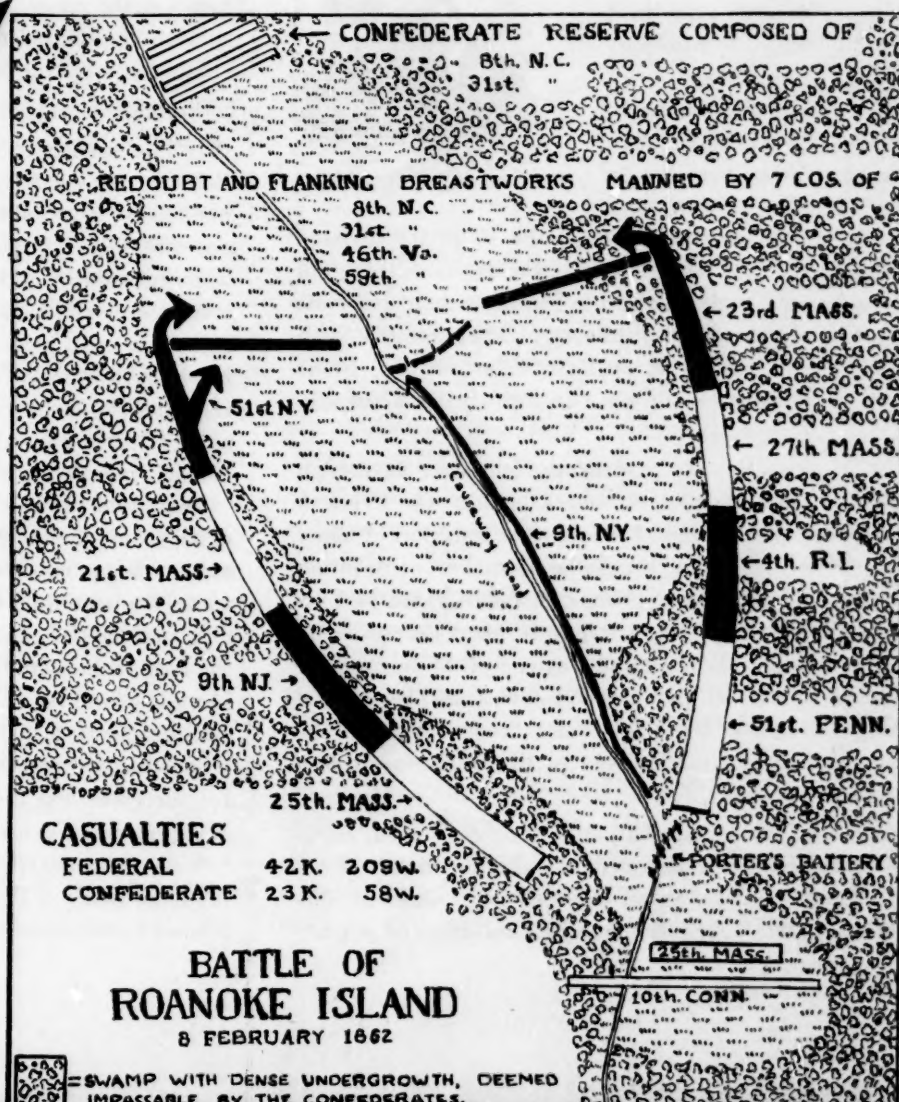 CONFEDERATE RESERVE COMPOSED OF
8th. N.C.
31st. "
REDOUBT AND FLANKING BREASTWORKS MANNED BY 7 COS. OF
8th. N.C.
31st. "
46th. Va.
59th. "
23rd MASS.
51st N.Y.
27th MASS.
Causeway Road
9th. N.Y.
4th. R.I.
21st. MASS.
9th N.J.
51st. PENN.
25th. MASS.
CASUALTIES
FEDERAL 42K. 209W.
CONFEDERATE 23K. 58W.
PORTER'S BATTERY
BATTLE OF
ROANOKE ISLAND
8 FEBRUARY 1862
25th. MASS.
10th. CONN.
=SWAMP WITH DENSE UNDERGROWTH, DEEMED
IMPASSABLE BY THE CONFEDERATES.